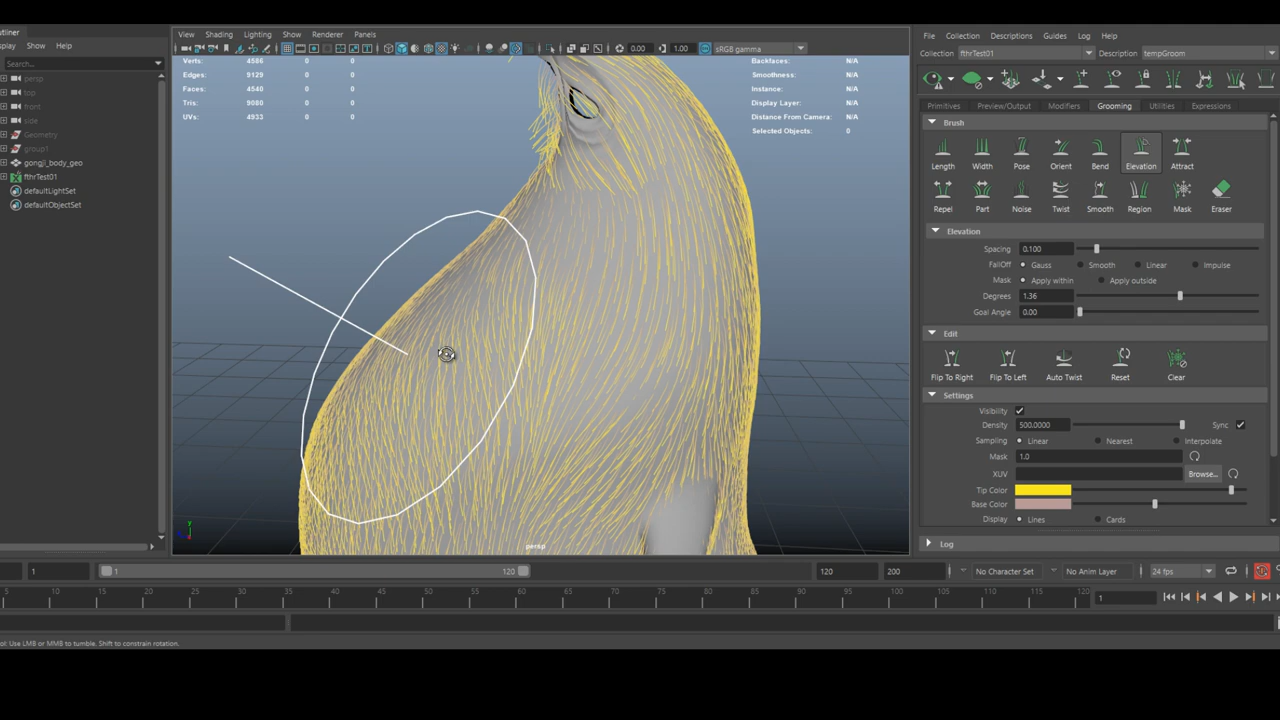 utliner
View Shading Lighting Show Renderer Panels
File Collection Descriptions Guides Log Help
splay Show Help
0.00 1.00 sRGB gamma
Collection fthrTest01 Description tempGroom
Search...
Verts: 4586 0 0
Edges: 9129 0 0
Faces: 4540 0 0
Tris: 9080 0 0
UVs: 4933 0 0
Backfaces: N/A
Smoothness: N/A
Instance: N/A
Display Layer: N/A
Distance From Camera: N/A
Selected Objects: 0
persp
top
front
side
Geometry
group1
gongji_body_geo
fthrTest01
defaultLightSet
defaultObjectSet
Primitives Preview/Output Modifiers Grooming Utilities Expressions
Brush
Length Width Pose Orient Bend Elevation Attract
Repel Part Noise Twist Smooth Region Mask Eraser
Elevation
Spacing 0.100
FallOff Gauss Smooth Linear Impulse
Mask Apply within Apply outside
Degrees 1.36
Goal Angle 0.00
Edit
Flip To Right Flip To Left Auto Twist Reset Clear
Settings
Visibility
Density 500.0000 Sync
Sampling Linear Nearest Interpolate
Mask 1.0
XUV Browse...
Tip Color
Base Color
Display Lines Cards
Log
y
persp
1 1 120 120 200 No Character Set No Anim Layer 24 fps
5 10 15 20 25 30 35 40 45 50 55 60 65 70 75 80 85 90 95 100 105 110 115 120 1
ol: Use LMB or MMB to tumble. Shift to constrain rotation.